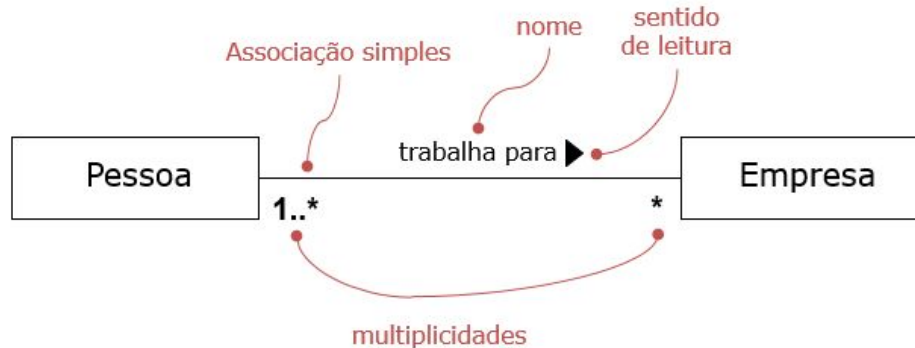 nome
sentido
de leitura
Associação simples
trabalha para
Pessoa
Empresa
1..*
*
multiplicidades